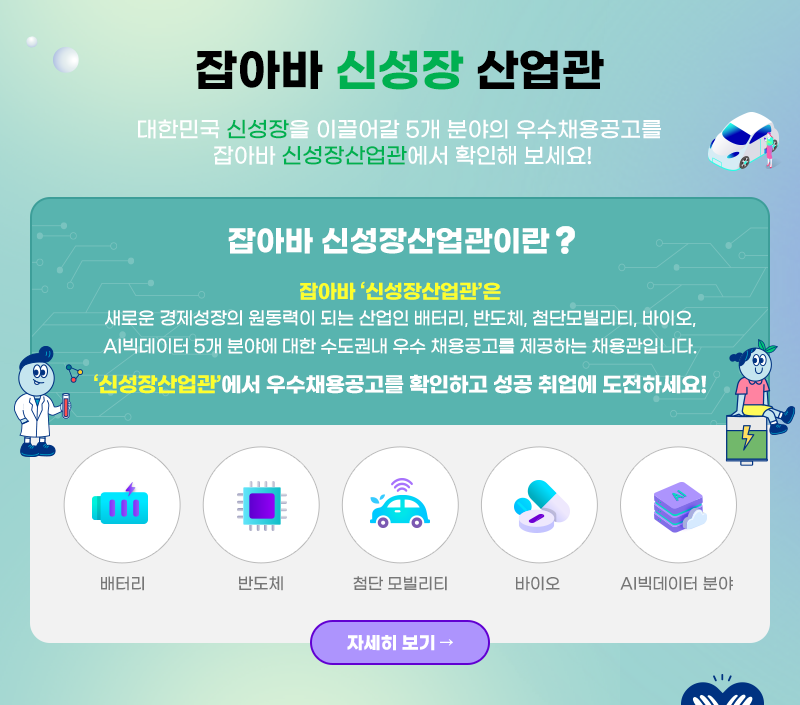 잡아바 신성장 산업관
대한민국 신성장을 이끌어갈 5개 분야의 우수채용공고를
잡아바 신성장산업관에서 확인해 보세요!
잡아바 신성장산업관이란?
잡아바 ‘신성장산업관’은
새로운 경제성장의 원동력이 되는 산업인 배터리, 반도체, 첨단모빌리티, 바이오,
AI빅데이터 5개 분야에 대한 수도권내 우수 채용공고를 제공하는 채용관입니다.
‘신성장산업관’에서 우수채용공고를 확인하고 성공 취업에 도전하세요!
AI
배터리
반도체
첨단 모빌리티
바이오
AI빅데이터 분야
자세히 보기 →